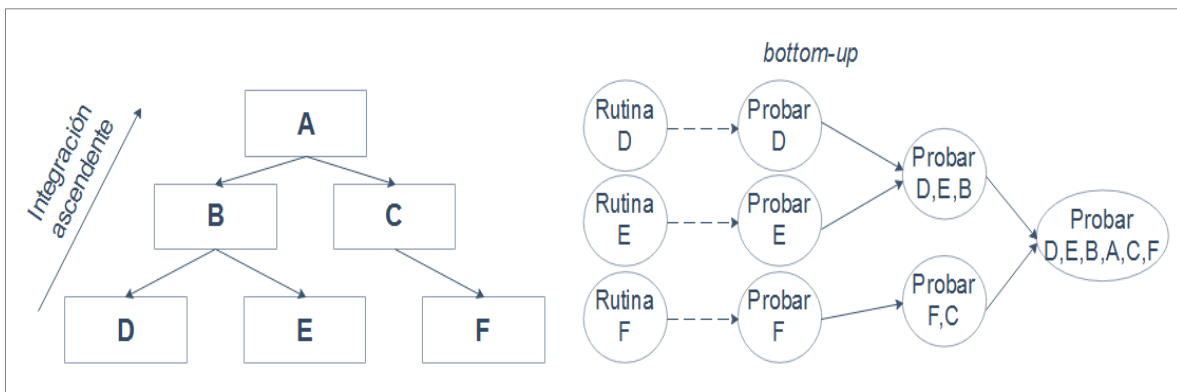 Integración
ascendente
A
B
C
D
E
F
bottom-up
Rutina
D
Probar
D
Rutina
E
Probar
E
Rutina
F
Probar
F
Probar
D,E,B
Probar
F,C
Probar
D,E,B,A,C,F